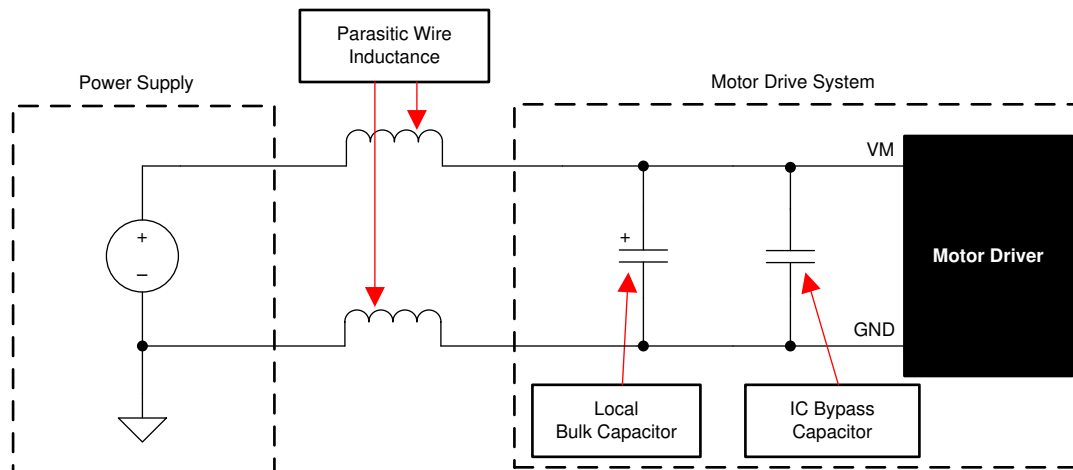 Parasitic Wire
Inductance
Power Supply
Motor Drive System
VM
+
–
+
Motor Driver
GND
Local
Bulk Capacitor
IC Bypass
Capacitor